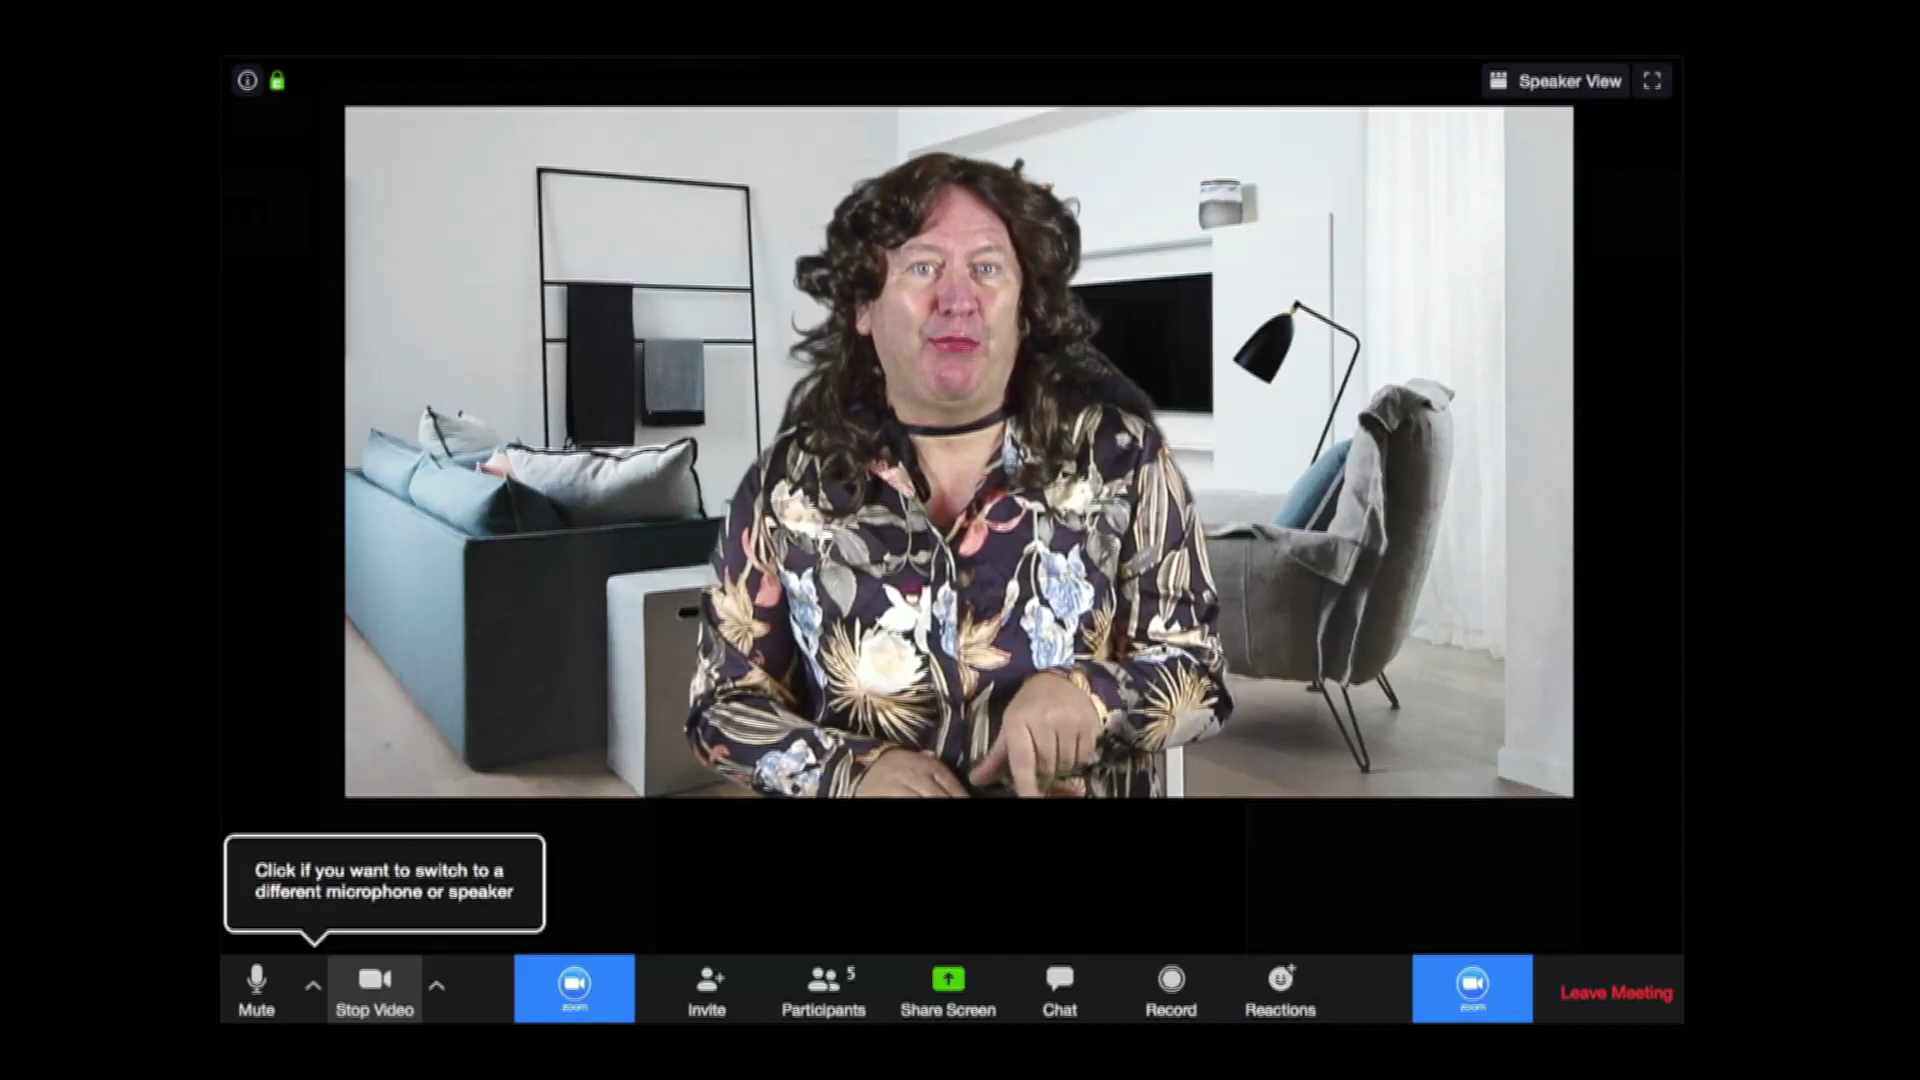 Speaker View
Click if you want to switch to a
different microphone or speaker
Mute
Stop Video
zoom
Invite
Participants
5
Share Screen
Chat
Record
Reactions
zoom
Leave Meeting